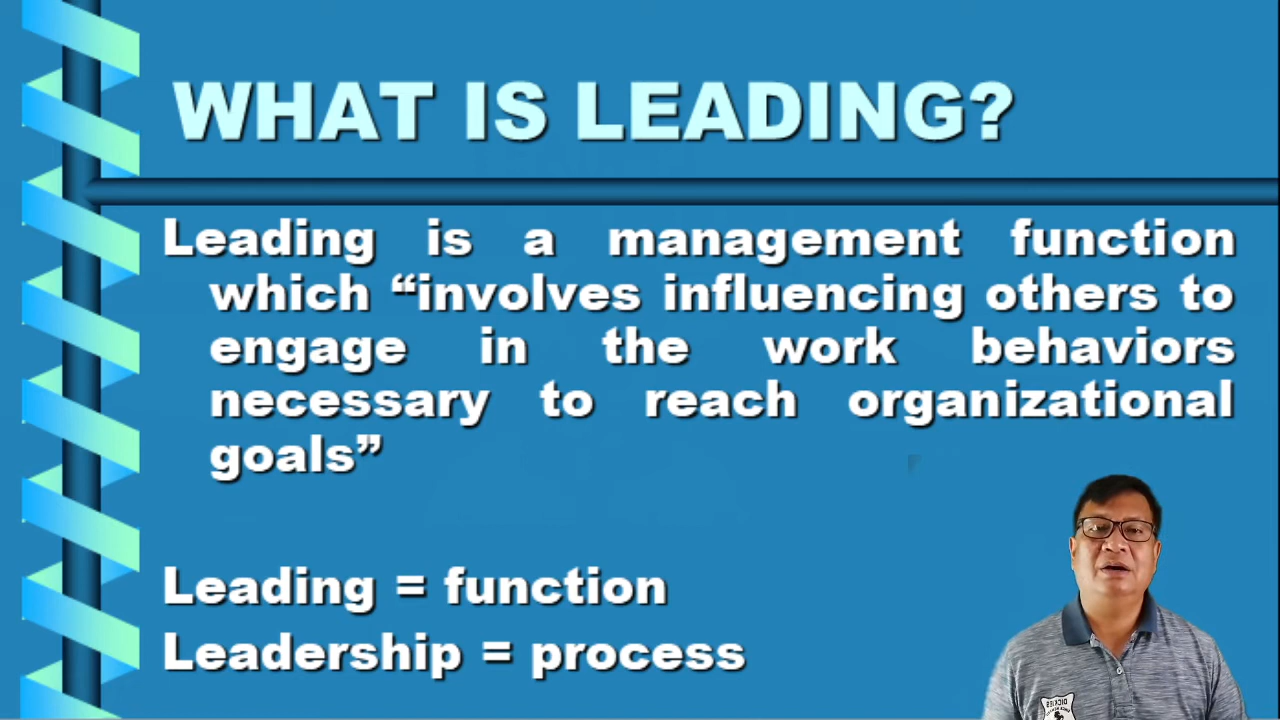 WHAT IS LEADING?
Leading is a management function
which “involves influencing others to
engage in the work behaviors
necessary to reach organizational
goals”
Leading = function
Leadership = process
DICKIES